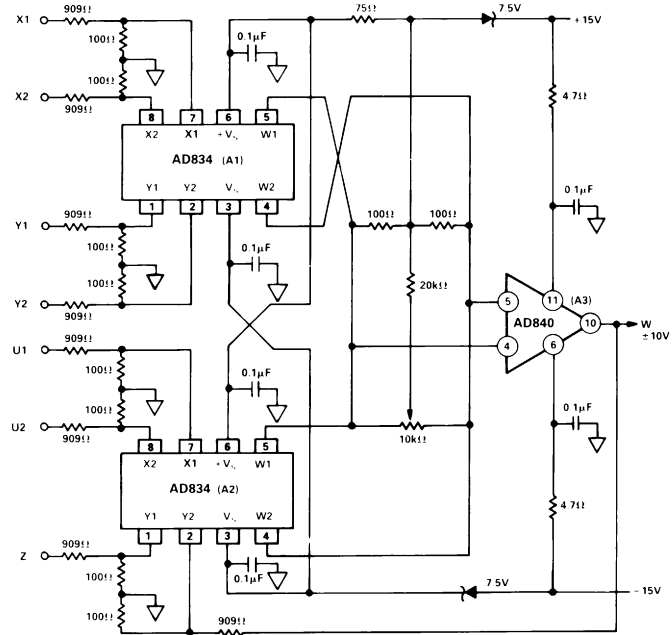 X1
909Ω
100Ω
100Ω
X2
909Ω
0.1μF
75Ω
7.5V
+15V
4.7Ω
0.1μF
8 7 6 5
X2 X1 +Vs W1
AD834 (A1)
Y1 Y2 Vs W2
1 2 3 4
Y1
909Ω
100Ω
100Ω
Y2
909Ω
0.1μF
100Ω 100Ω
20kΩ
10kΩ
5 11 (A3)
AD840
10
4 6
W
±10V
U1
909Ω
100Ω
100Ω
U2
909Ω
0.1μF
0.1μF
4.7Ω
8 7 6 5
X2 X1 +Vs W1
AD834 (A2)
Y1 Y2 Vs W2
1 2 3 4
Z
909Ω
100Ω
100Ω
909Ω
0.1μF
7.5V
-15V